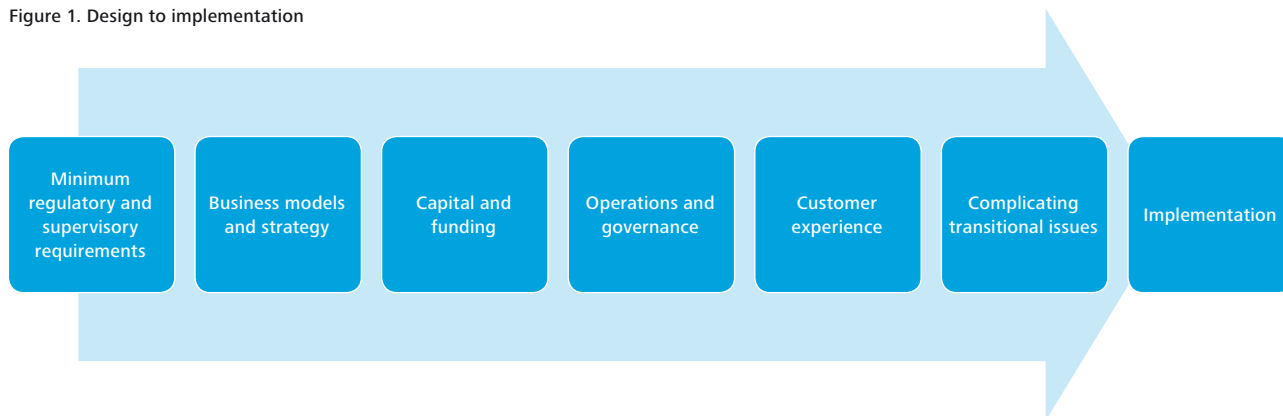 Figure 1. Design to implementation
Minimum
regulatory and
supervisory
requirements
Business models
and strategy
Capital and
funding
Operations and
governance
Customer
experience
Complicating
transitional issues
Implementation